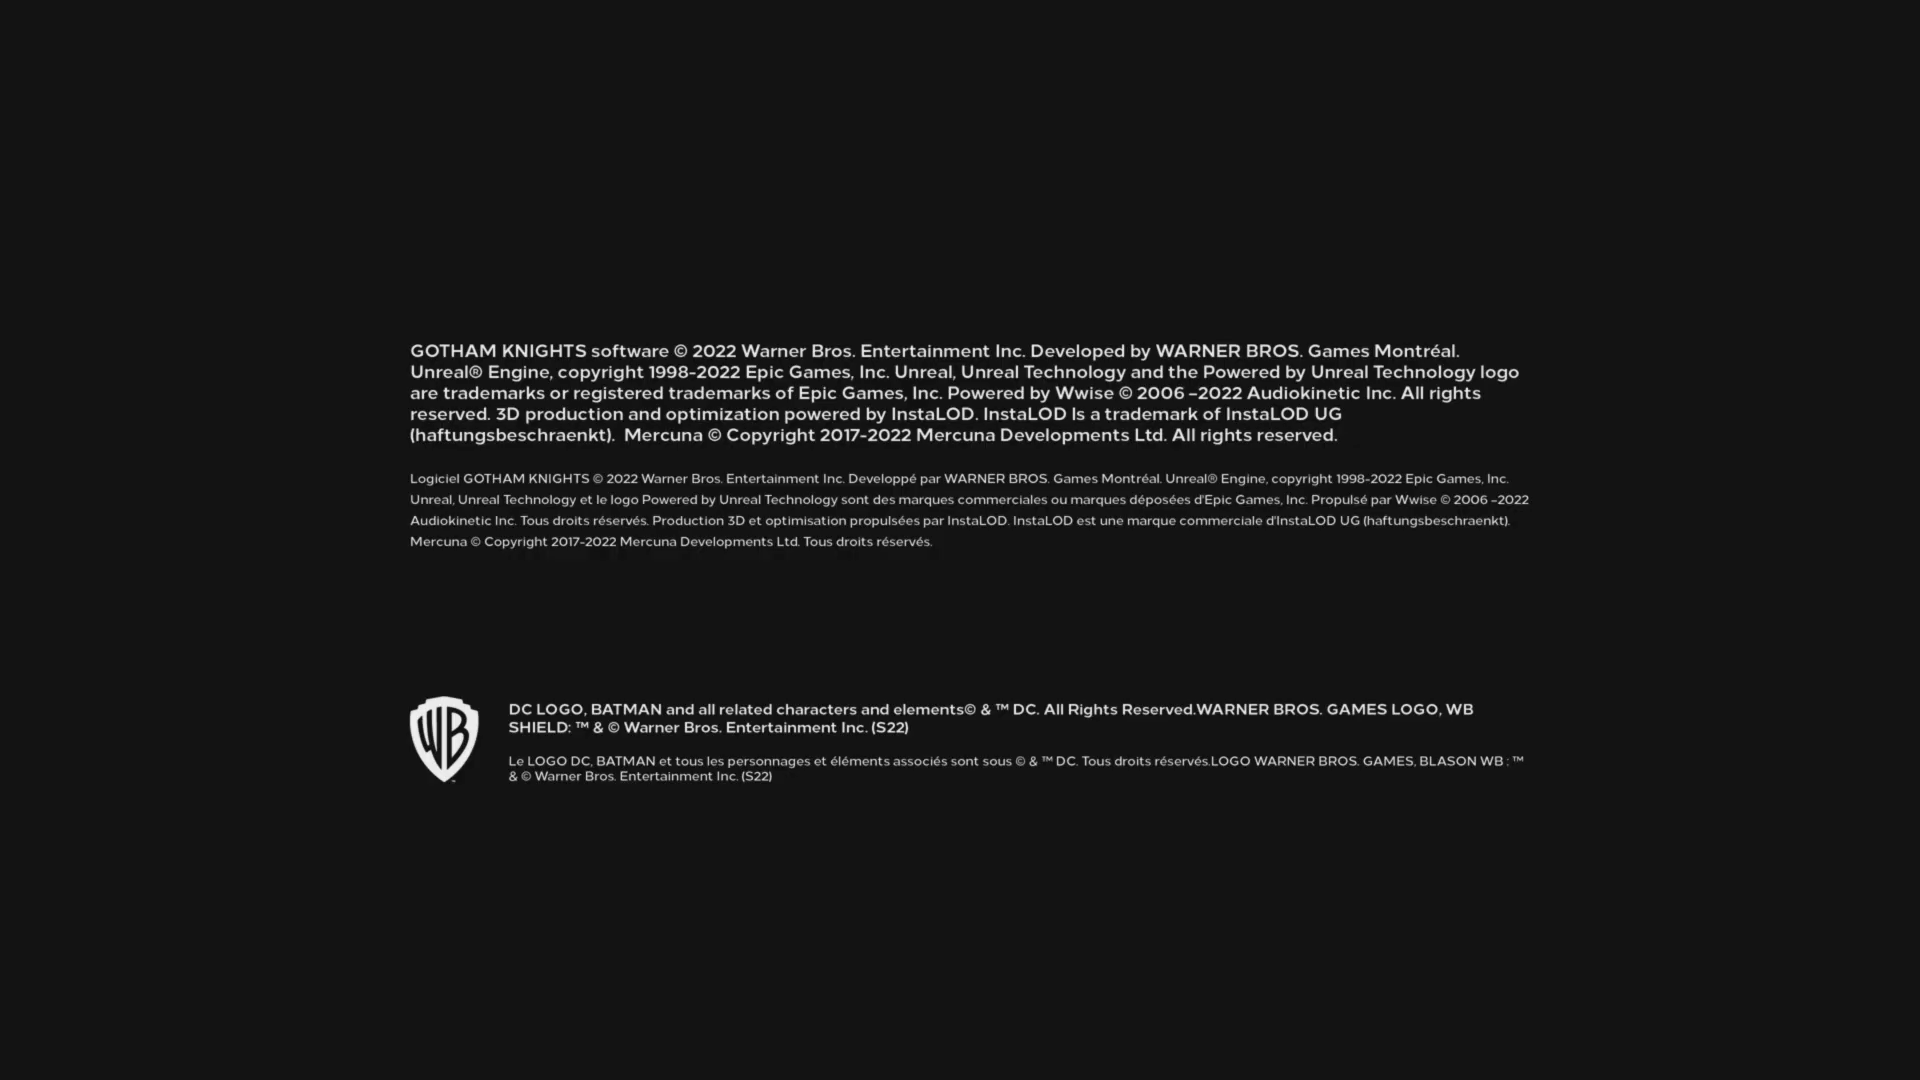 GOTHAM KNIGHTS software © 2022 Warner Bros. Entertainment Inc. Developed by WARNER BROS. Games Montréal.
Unreal® Engine, copyright 1998-2022 Epic Games, Inc. Unreal, Unreal Technology and the Powered by Unreal Technology logo
are trademarks or registered trademarks of Epic Games, Inc. Powered by Wwise © 2006 –2022 Audiokinetic Inc. All rights
reserved. 3D production and optimization powered by InstaLOD. InstaLOD Is a trademark of InstaLOD UG
(haftungsbeschraenkt).  Mercuna © Copyright 2017-2022 Mercuna Developments Ltd. All rights reserved.
Logiciel GOTHAM KNIGHTS © 2022 Warner Bros. Entertainment Inc. Developpé par WARNER BROS. Games Montréal. Unreal® Engine, copyright 1998-2022 Epic Games, Inc.
Unreal, Unreal Technology et le logo Powered by Unreal Technology sont des marques commerciales ou marques déposées d'Epic Games, Inc. Propulsé par Wwise © 2006 –2022
Audiokinetic Inc. Tous droits réservés. Production 3D et optimisation propulsées par InstaLOD. InstaLOD est une marque commerciale d'InstaLOD UG (haftungsbeschraenkt).
Mercuna © Copyright 2017-2022 Mercuna Developments Ltd. Tous droits réservés.
WB
DC LOGO, BATMAN and all related characters and elements© & ™ DC. All Rights Reserved.WARNER BROS. GAMES LOGO, WB
SHIELD: ™ & © Warner Bros. Entertainment Inc. (S22)
Le LOGO DC, BATMAN et tous les personnages et éléments associés sont sous © & ™ DC. Tous droits réservés.LOGO WARNER BROS. GAMES, BLASON WB : ™
& © Warner Bros. Entertainment Inc. (S22)